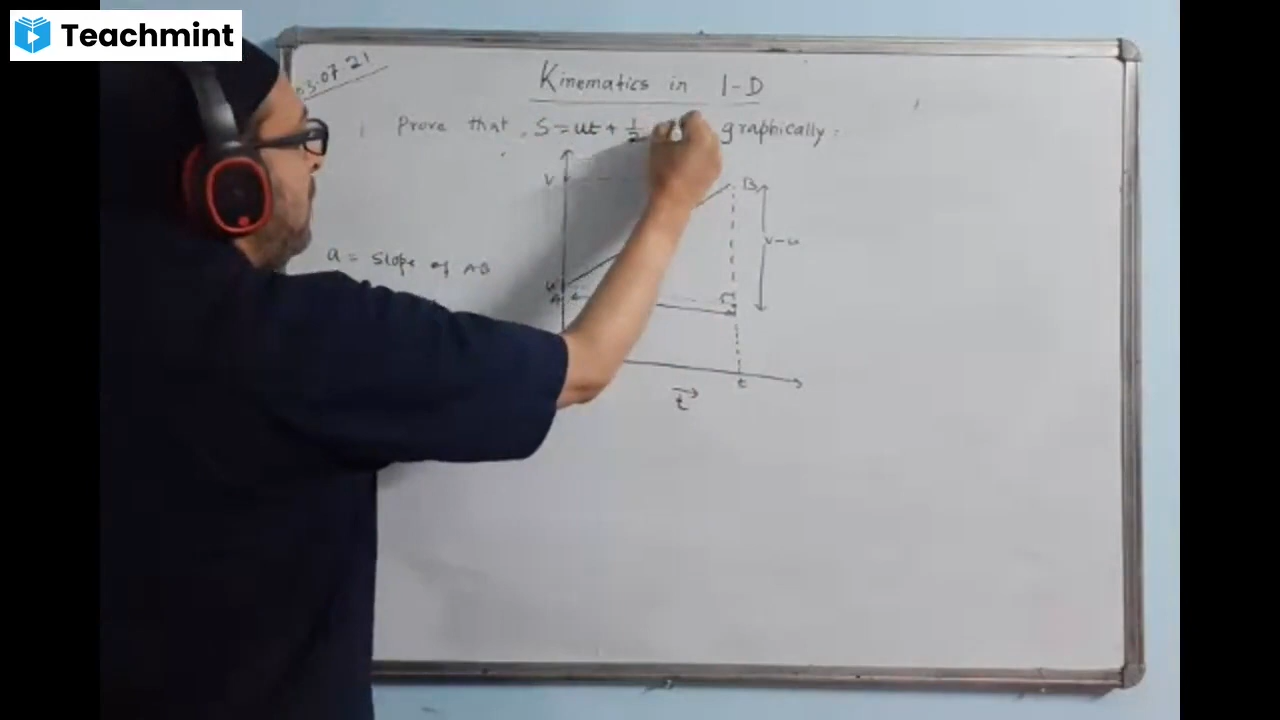 Teachmint
03.07.21
Kinematics in 1-D
Prove that, S = ut + 1/2 graphically.
V
B
v-u
a = Slope of AB
u
A
C
t
t